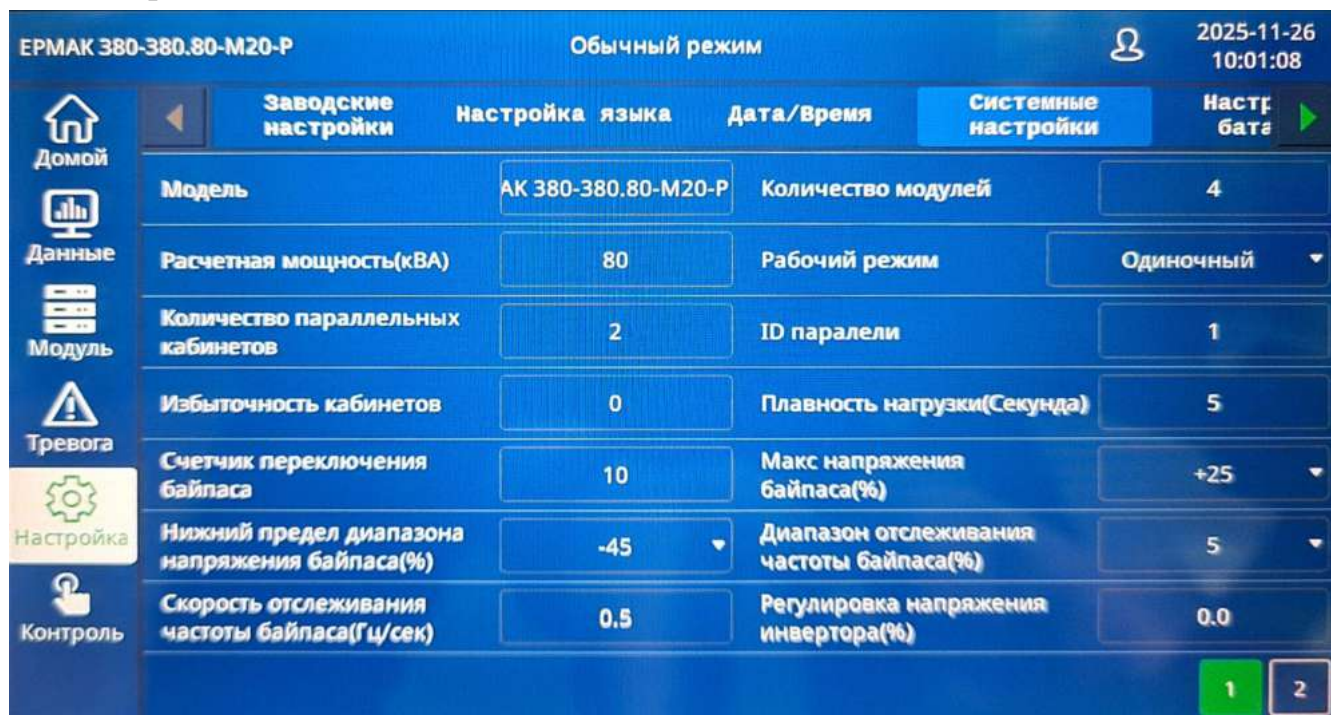 ЕРМАК 380-380.80-M20-P
Обычный режим
2025-11-26
10:01:08
Заводские
настройки
Настройка языка
Дата/Время
Системные
настройки
Настр
бата
Домой
Данные
Модуль
Тревога
Настройка
Контроль
Модель
АК 380-380.80-M20-P
Количество модулей
4
Расчетная мощность(кВА)
80
Рабочий режим
Одиночный
Количество параллельных
кабинетов
2
ID паралели
1
Избыточность кабинетов
0
Плавность нагрузки(Секунда)
5
Счетчик переключения
байпаса
10
Макс напряжения
байпаса(%)
+25
Нижний предел диапазона
напряжения байпаса(%)
-45
Диапазон отслеживания
частоты байпаса(%)
5
Скорость отслеживания
частоты байпаса(Гц/сек)
0.5
Регулировка напряжения
инвертора(%)
0.0
1
2